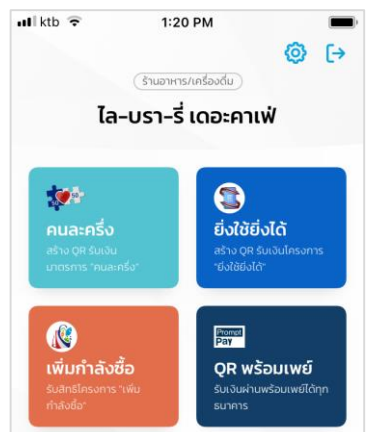 ktb
1:20 PM
ร้านอาหาร/เครื่องดื่ม
ไล-บรา-รี่ เดอะคาเฟ่
คนละครึ่ง
สร้าง QR รับเงิน
มาตรการ "คนละครึ่ง"
ยิ่งใช้ยิ่งได้
สร้าง QR รับเงินโครงการ
"ยิ่งใช้ยิ่งได้"
เพิ่มกำลังซื้อ
รับสิทธิโครงการ "เพิ่ม
กำลังซื้อ"
Prompt
Pay
QR พร้อมเพย์
รับเงินผ่านพร้อมเพย์ได้ทุก
ธนาคาร